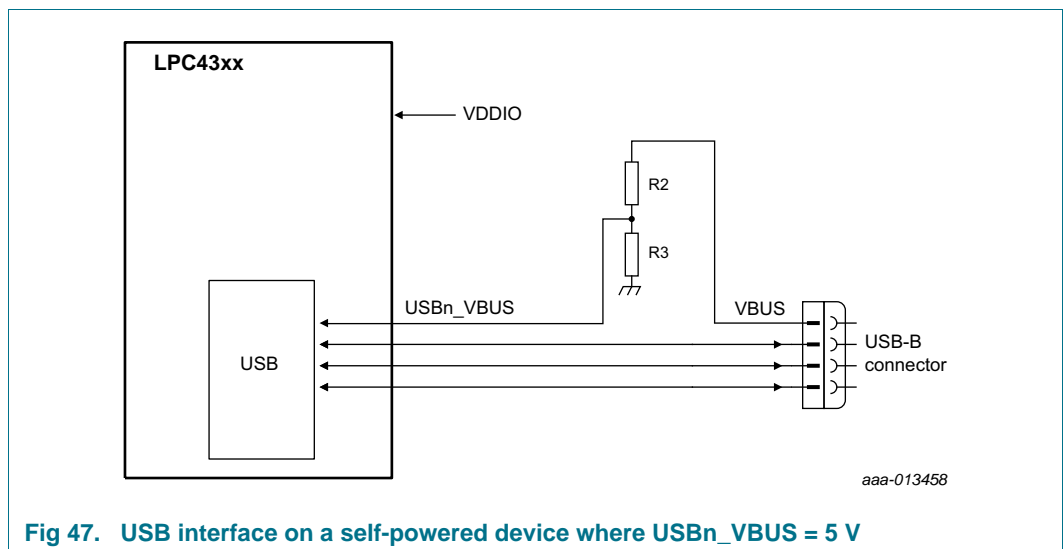 LPC43xx
VDDIO
R2
R3
USBn_VBUS
VBUS
USB
USB-B
connector
aaa-013458
Fig 47. USB interface on a self-powered device where USBn_VBUS = 5 V